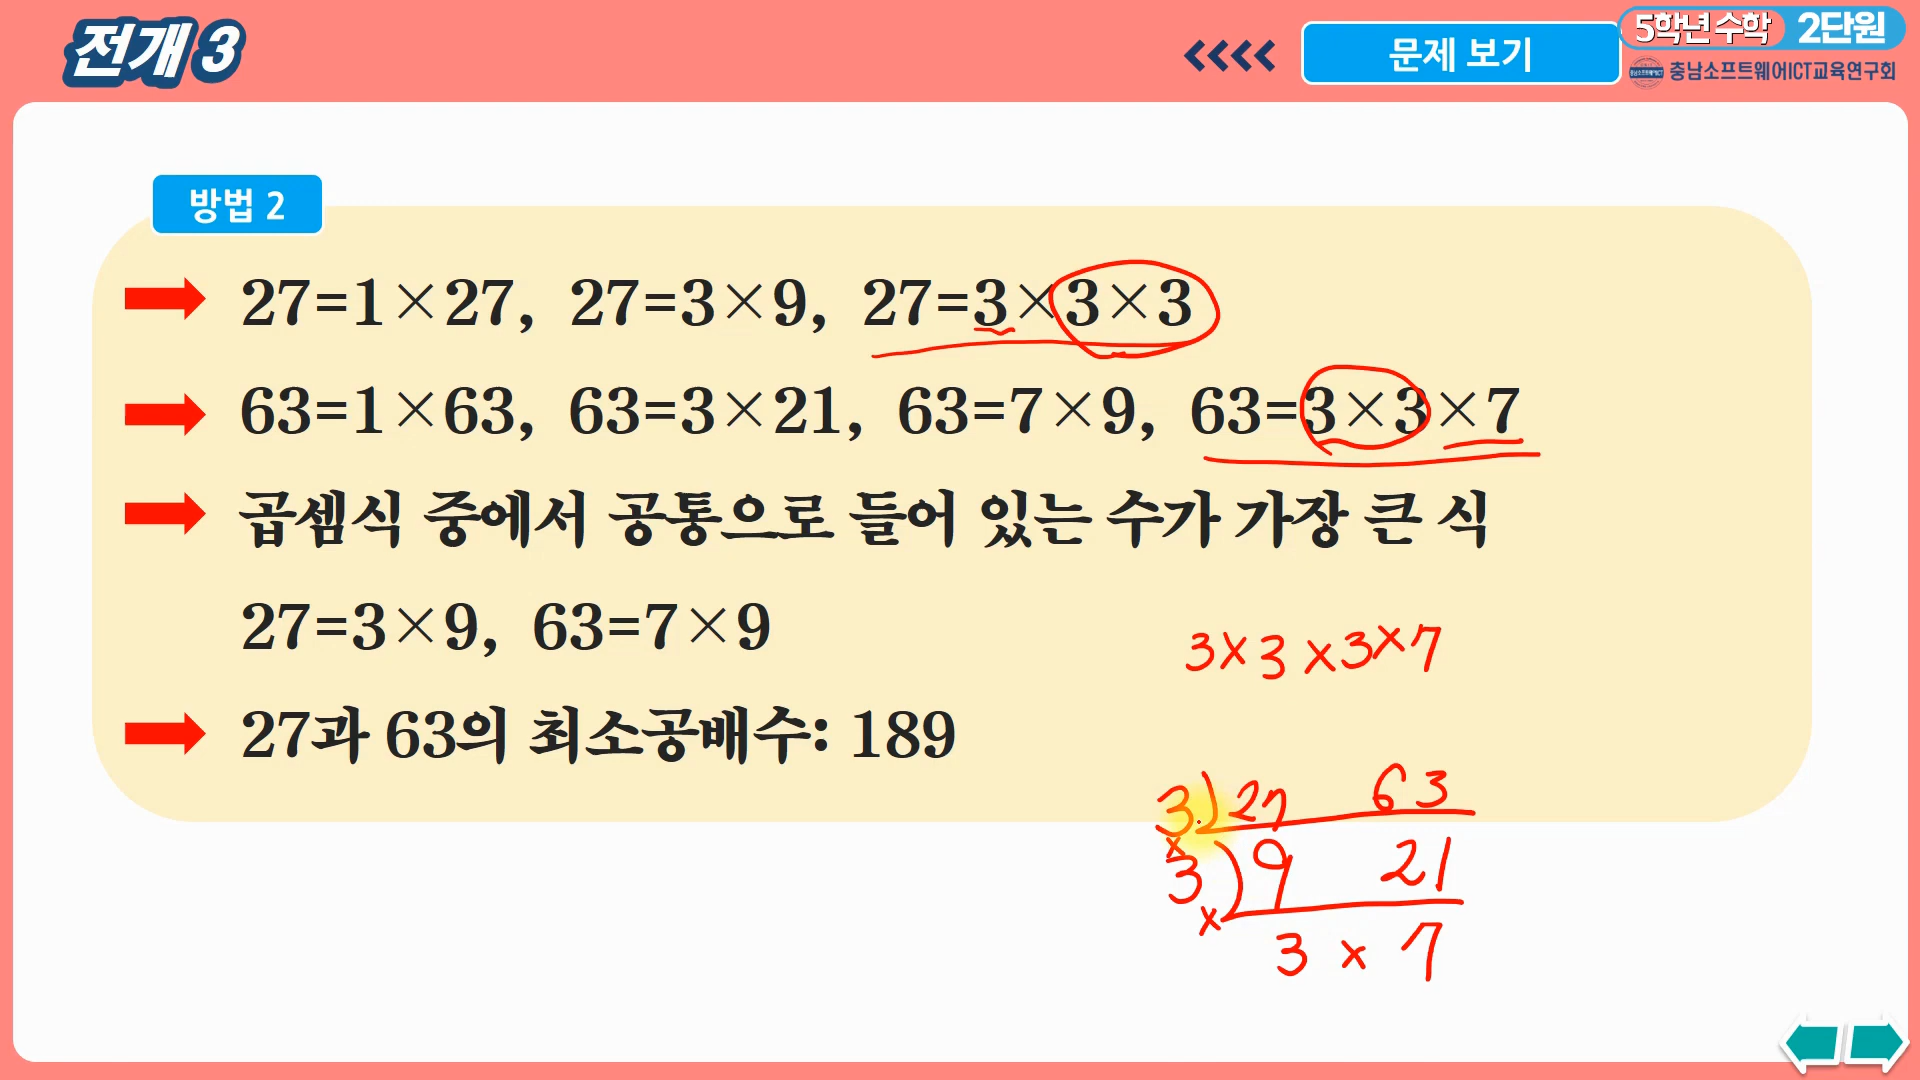 전개 3
문제 보기
5학년 수학 2단원
충남소프트웨어ICT교육연구회
방법 2
27=1×27, 27=3×9, 27=3×3×3
63=1×63, 63=3×21, 63=7×9, 63=3×3×7
곱셈식 중에서 공통으로 들어 있는 수가 가장 큰 식
27=3×9, 63=7×9
3×3×3×7
27과 63의 최소공배수: 189
3) 27 63
×
3) 9 21
×
3 × 7